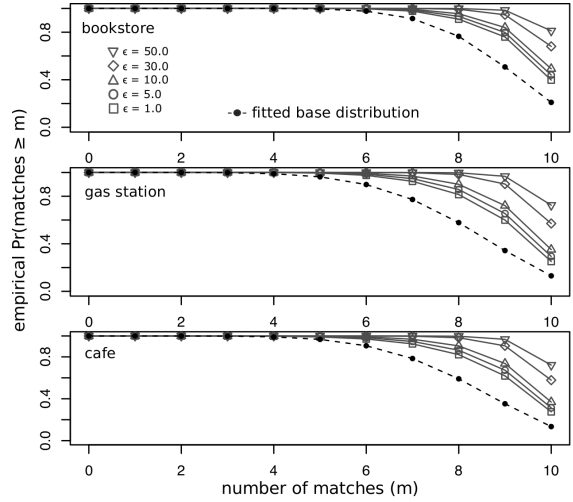 bookstore
ϵ = 50.0
ϵ = 30.0
ϵ = 10.0
ϵ = 5.0
ϵ = 1.0
fitted base distribution
0.0 0.4 0.8
0 2 4 6 8 10
gas station
0.0 0.4 0.8
0 2 4 6 8 10
cafe
0.0 0.4 0.8
0 2 4 6 8 10
number of matches (m)
empirical Pr(matches ≥ m)